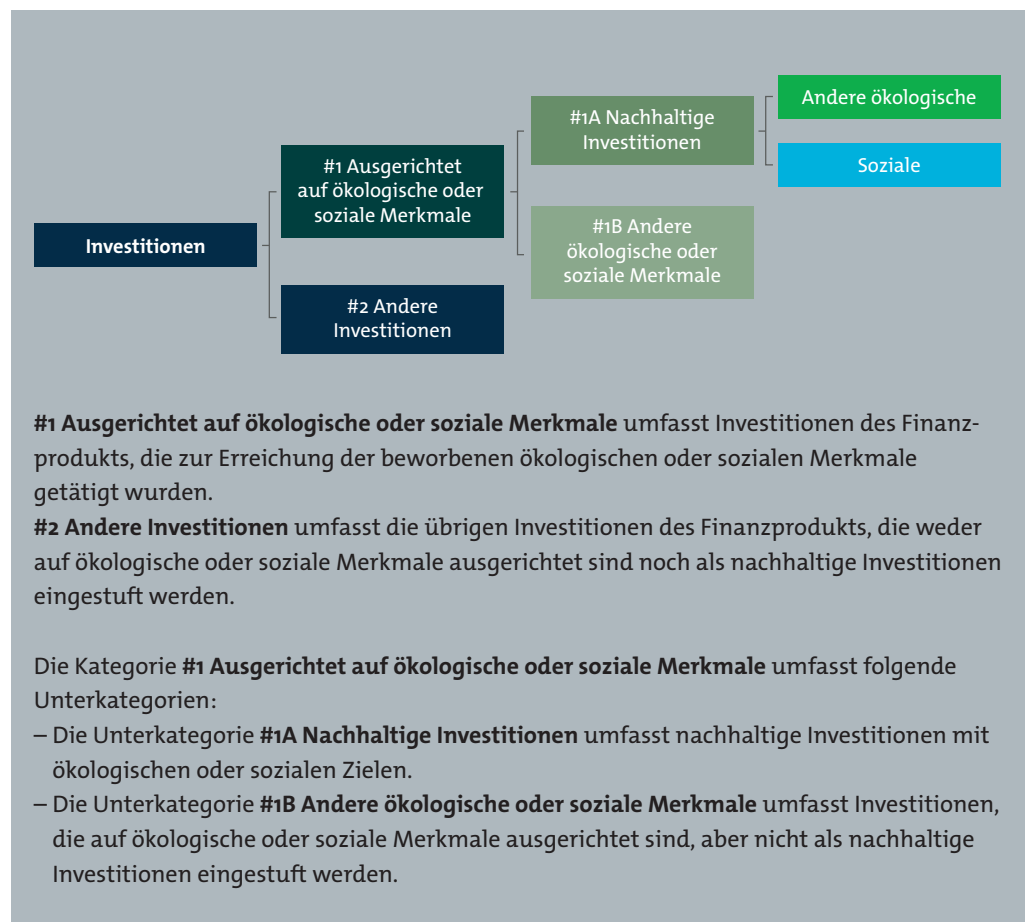 Investitionen
#1 Ausgerichtet
auf ökologische oder
soziale Merkmale
#2 Andere
Investitionen
#1A Nachhaltige
Investitionen
#1B Andere
ökologische oder
soziale Merkmale
Andere ökologische
Soziale
#1 Ausgerichtet auf ökologische oder soziale Merkmale umfasst Investitionen des Finanz-
produkts, die zur Erreichung der beworbenen ökologischen oder sozialen Merkmale
getätigt wurden.
#2 Andere Investitionen umfasst die übrigen Investitionen des Finanzprodukts, die weder
auf ökologische oder soziale Merkmale ausgerichtet sind noch als nachhaltige Investitionen
eingestuft werden.
Die Kategorie #1 Ausgerichtet auf ökologische oder soziale Merkmale umfasst folgende
Unterkategorien:
– Die Unterkategorie #1A Nachhaltige Investitionen umfasst nachhaltige Investitionen mit
ökologischen oder sozialen Zielen.
– Die Unterkategorie #1B Andere ökologische oder soziale Merkmale umfasst Investitionen,
die auf ökologische oder soziale Merkmale ausgerichtet sind, aber nicht als nachhaltige
Investitionen eingestuft werden.